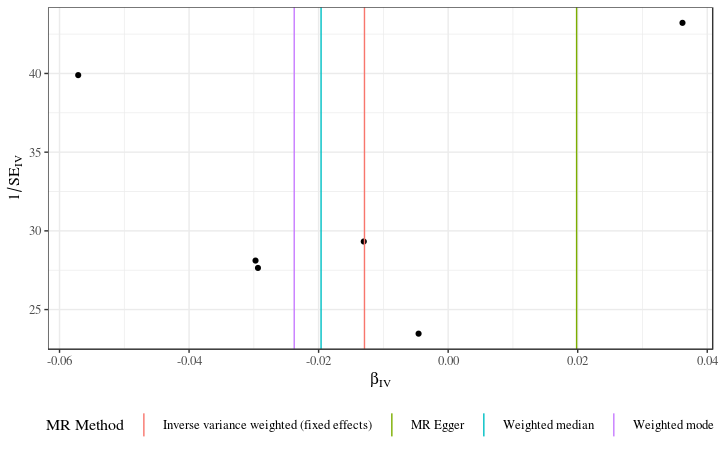 1/SE_IV
40
35
30
25
-0.06 -0.04 -0.02 0.00 0.02 0.04
β_IV
MR Method Inverse variance weighted (fixed effects) MR Egger Weighted median Weighted mode